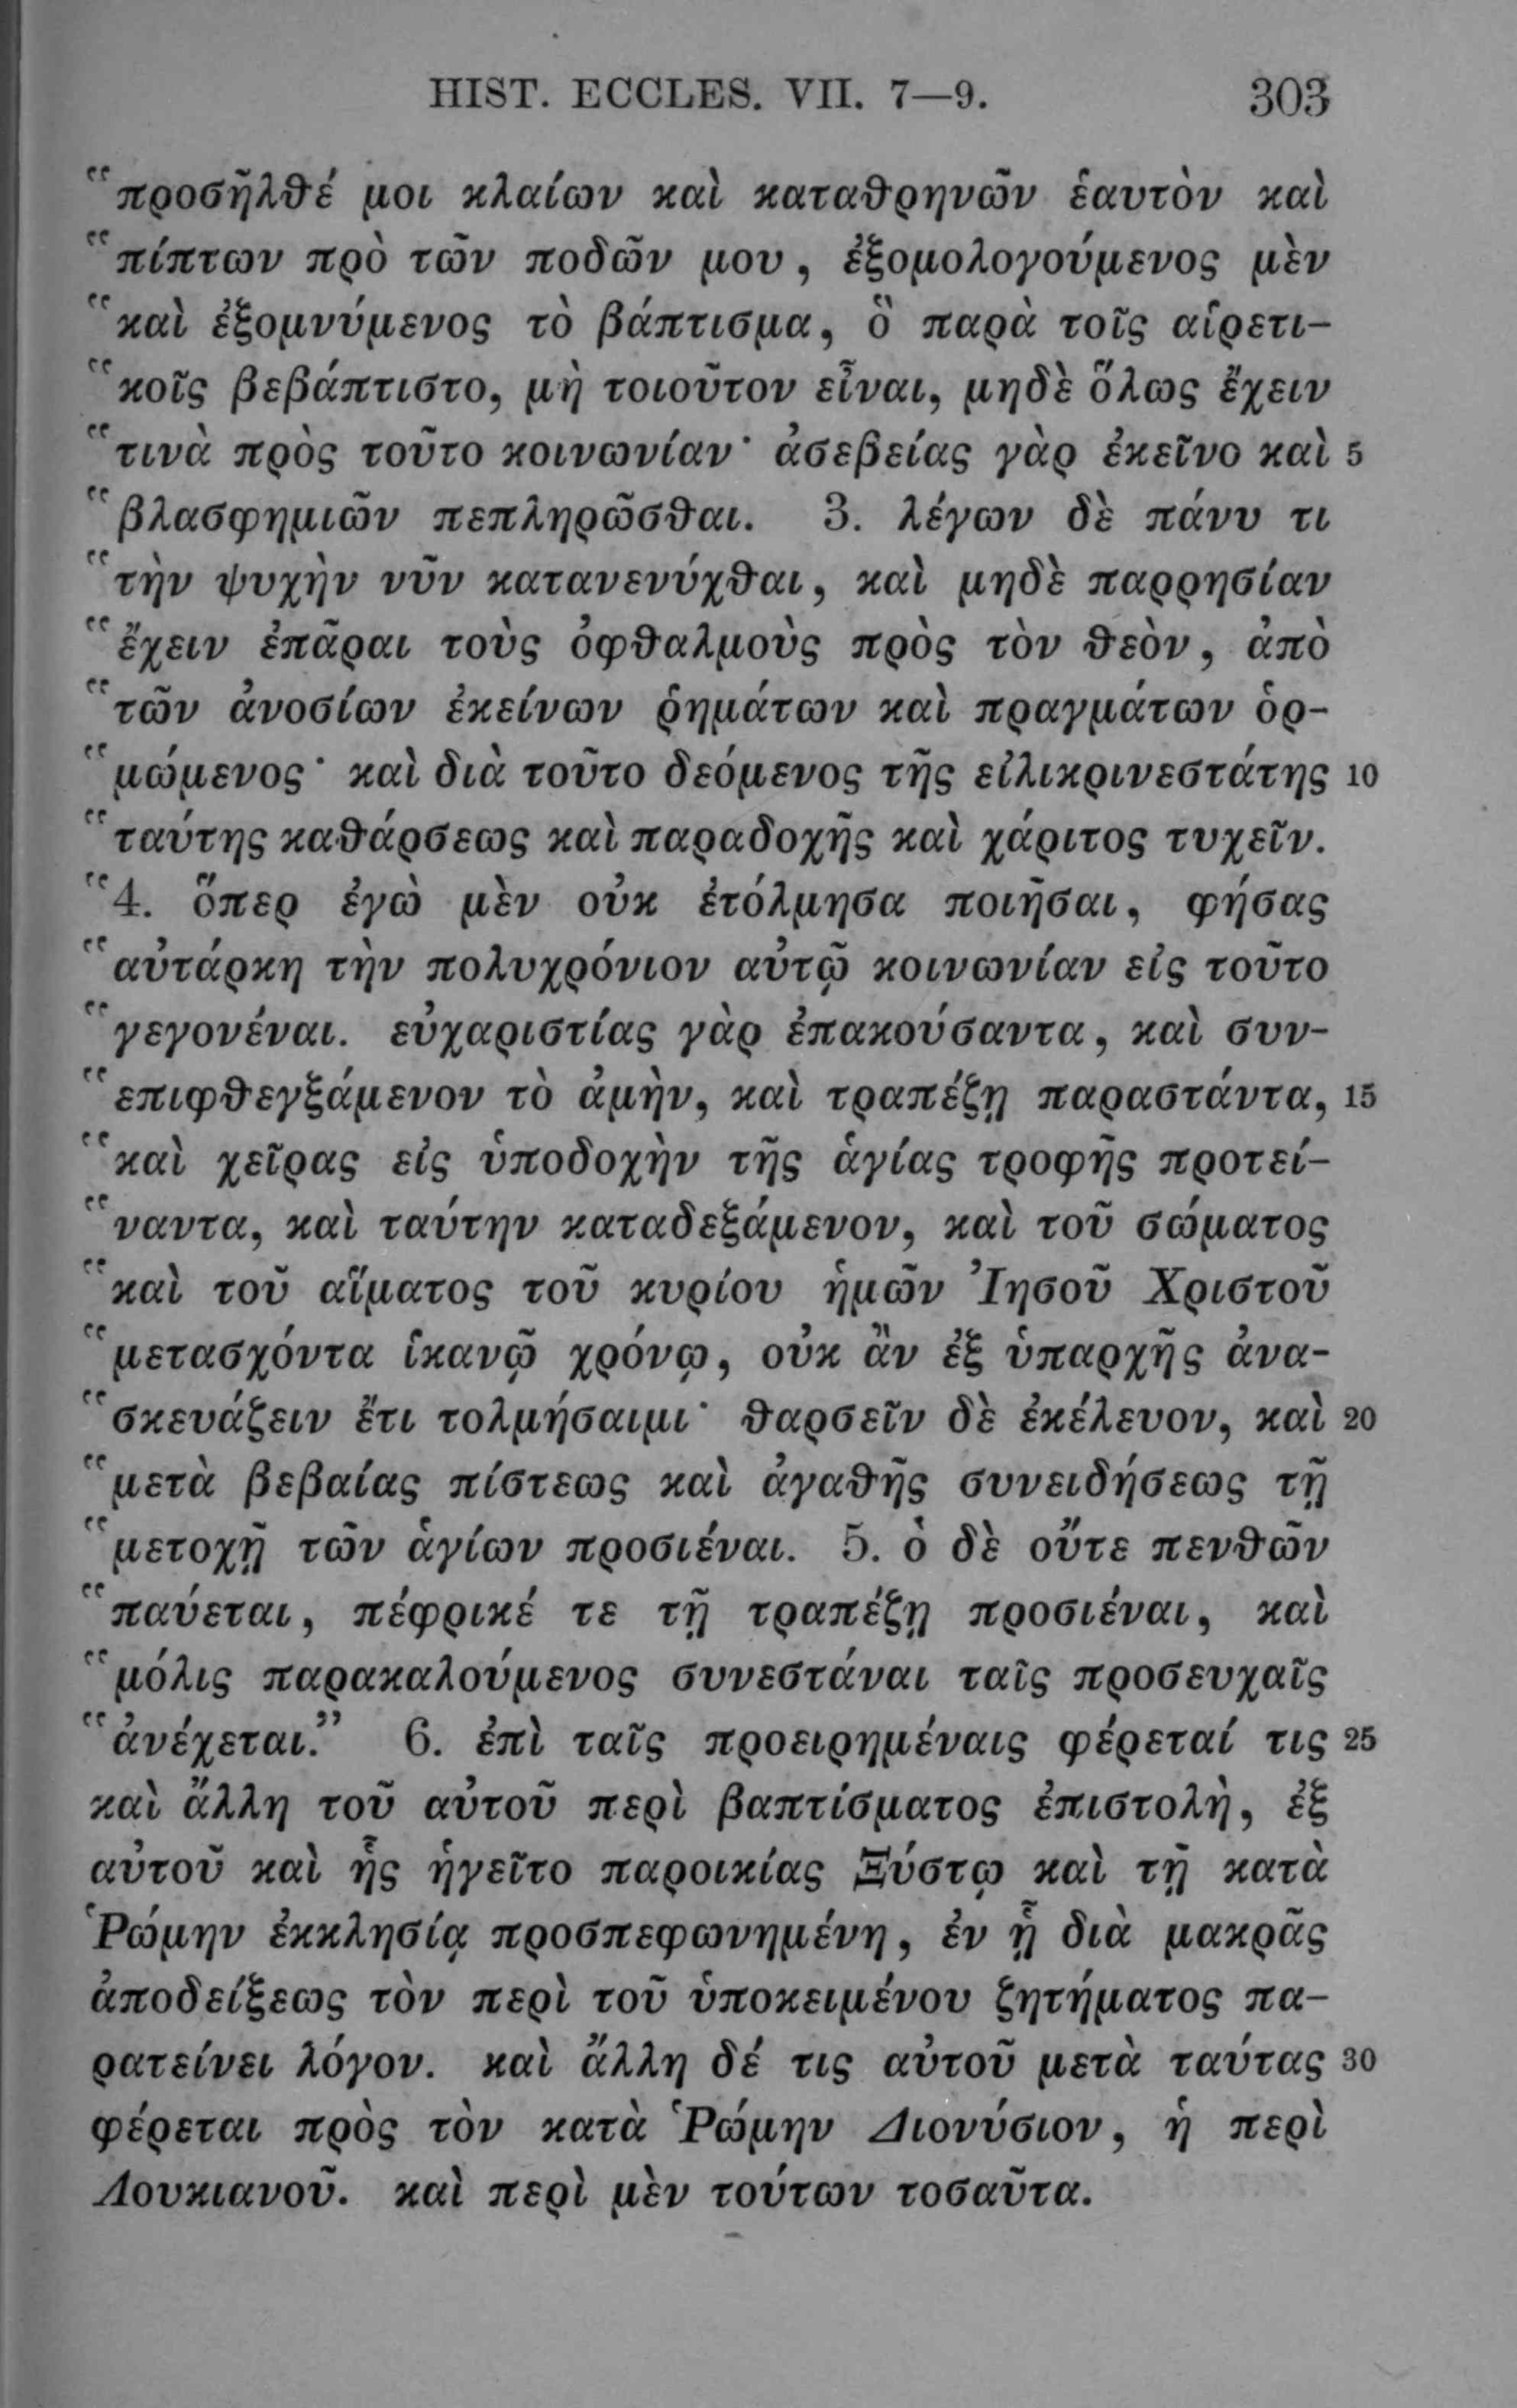 HIST. ECCLES. VII. 7—9. 303
“προσῆλθέ μοι κλαίων καὶ καταθρηνῶν ἑαυτὸν καὶ
“πίπτων πρὸ τῶν ποδῶν μου, ἐξομολογούμενος μὲν
“καὶ ἐξομνύμενος τὸ βάπτισμα, ὃ παρὰ τοῖς αἱρετι-
“κοῖς βεβάπτιστο, μὴ τοιοῦτον εἶναι, μηδὲ ὅλως ἔχειν
“τινὰ πρὸς τοῦτο κοινωνίαν· ἀσεβείας γὰρ ἐκεῖνο καὶ 5
“βλασφημιῶν πεπληρῶσθαι. 3. λέγων δὲ πάνυ τι
“τὴν ψυχὴν νῦν κατανενύχθαι, καὶ μηδὲ παρρησίαν
“ἔχειν ἐπᾶραι τοὺς ὀφθαλμοὺς πρὸς τὸν θεὸν, ἀπὸ
“τῶν ἀνοσίων ἐκείνων ῥημάτων καὶ πραγμάτων ὁρ-
“μώμενος· καὶ διὰ τοῦτο δεόμενος τῆς εἰλικρινεστάτης 10
“ταύτης καθάρσεως καὶ παραδοχῆς καὶ χάριτος τυχεῖν.
“4. ὅπερ ἐγὼ μὲν οὐκ ἐτόλμησα ποιῆσαι, φήσας
“αὐτάρκη τὴν πολυχρόνιον αὐτῷ κοινωνίαν εἰς τοῦτο
“γεγονέναι. εὐχαριστίας γὰρ ἐπακούσαντα, καὶ συν-
“επιφθεγξάμενον τὸ ἀμὴν, καὶ τραπέζῃ παραστάντα, 15
“καὶ χεῖρας εἰς ὑποδοχὴν τῆς ἁγίας τροφῆς προτεί-
“ναντα, καὶ ταύτην καταδεξάμενον, καὶ τοῦ σώματος
“καὶ τοῦ αἵματος τοῦ κυρίου ἡμῶν Ἰησοῦ Χριστοῦ
“μετασχόντα ἱκανῷ χρόνῳ, οὐκ ἂν ἐξ ὑπαρχῆς ἀνα-
“σκευάζειν ἔτι τολμήσαιμι· θαρσεῖν δὲ ἐκέλευον, καὶ 20
“μετὰ βεβαίας πίστεως καὶ ἀγαθῆς συνειδήσεως τῇ
“μετοχῇ τῶν ἁγίων προσιέναι. 5. ὁ δὲ οὔτε πενθῶν
“παύεται, πέφρικέ τε τῇ τραπέζῃ προσιέναι, καὶ
“μόλις παρακαλούμενος συνεστάναι ταῖς προσευχαῖς
“ἀνέχεται.” 6. ἐπὶ ταῖς προειρημέναις φέρεταί τις 25
καὶ ἄλλη τοῦ αὐτοῦ περὶ βαπτίσματος ἐπιστολὴ, ἐξ
αὐτοῦ καὶ ἧς ἡγεῖτο παροικίας Ξύστῳ καὶ τῇ κατὰ
Ῥώμην ἐκκλησίᾳ προσπεφωνημένη, ἐν ᾗ διὰ μακρᾶς
ἀποδείξεως τὸν περὶ τοῦ ὑποκειμένου ζητήματος πα-
ρατείνει λόγον. καὶ ἄλλη δέ τις αὐτοῦ μετὰ ταύτας 30
φέρεται πρὸς τὸν κατὰ Ῥώμην Διονύσιον, ἡ περὶ
Λουκιανοῦ. καὶ περὶ μὲν τούτων τοσαῦτα.